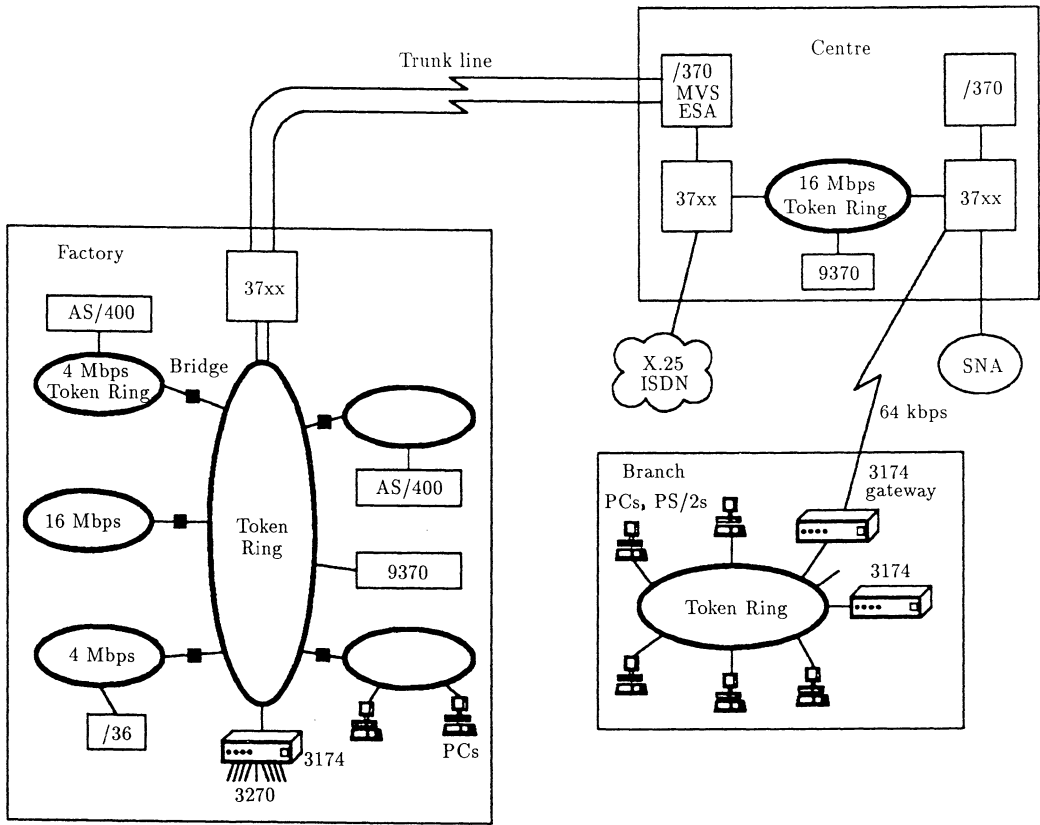 Trunk line
Centre
/370
MVS
ESA
/370
37xx
16 Mbps
Token Ring
37xx
9370
X.25
ISDN
SNA
64 kbps
Factory
37xx
AS/400
4 Mbps
Token Ring
Bridge
AS/400
16 Mbps
Token
Ring
9370
4 Mbps
/36
3174
3270
PCs
Branch
PCs, PS/2s
3174
gateway
3174
Token Ring